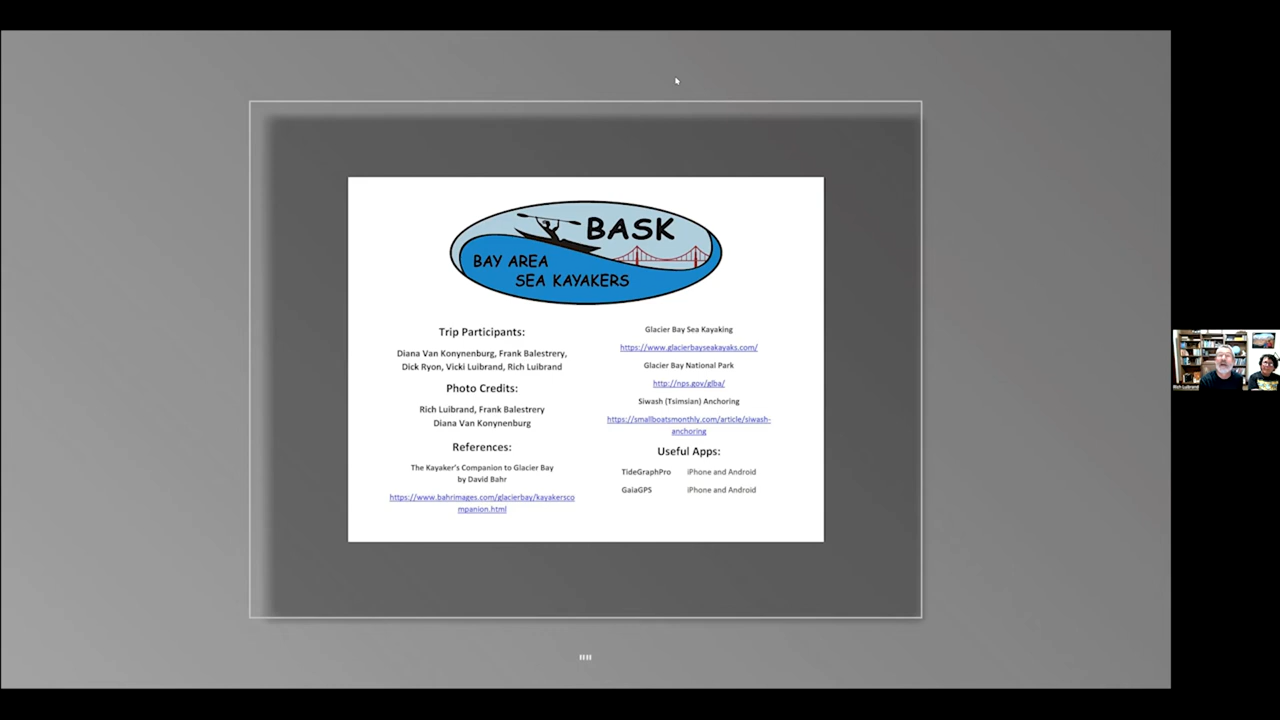 BASK
BAY AREA
SEA KAYAKERS
Trip Participants:
Diana Van Konynenburg, Frank Balestrery,
Dick Ryon, Vicki Luibrand, Rich Luibrand
Photo Credits:
Rich Luibrand, Frank Balestrery
Diana Van Konynenburg
References:
The Kayaker's Companion to Glacier Bay
by David Bahr
https://www.bahrimages.com/glacierbay/kayakersco
mpanion.html
Glacier Bay Sea Kayaking
https://www.glacierbayseakayaks.com/
Glacier Bay National Park
http://nps.gov/glba/
Siwash (Tsimsian) Anchoring
https://smallboatsmonthly.com/article/siwash-
anchoring
Useful Apps:
TideGraphPro iPhone and Android
GaiaGPS iPhone and Android
Rich Luibrand